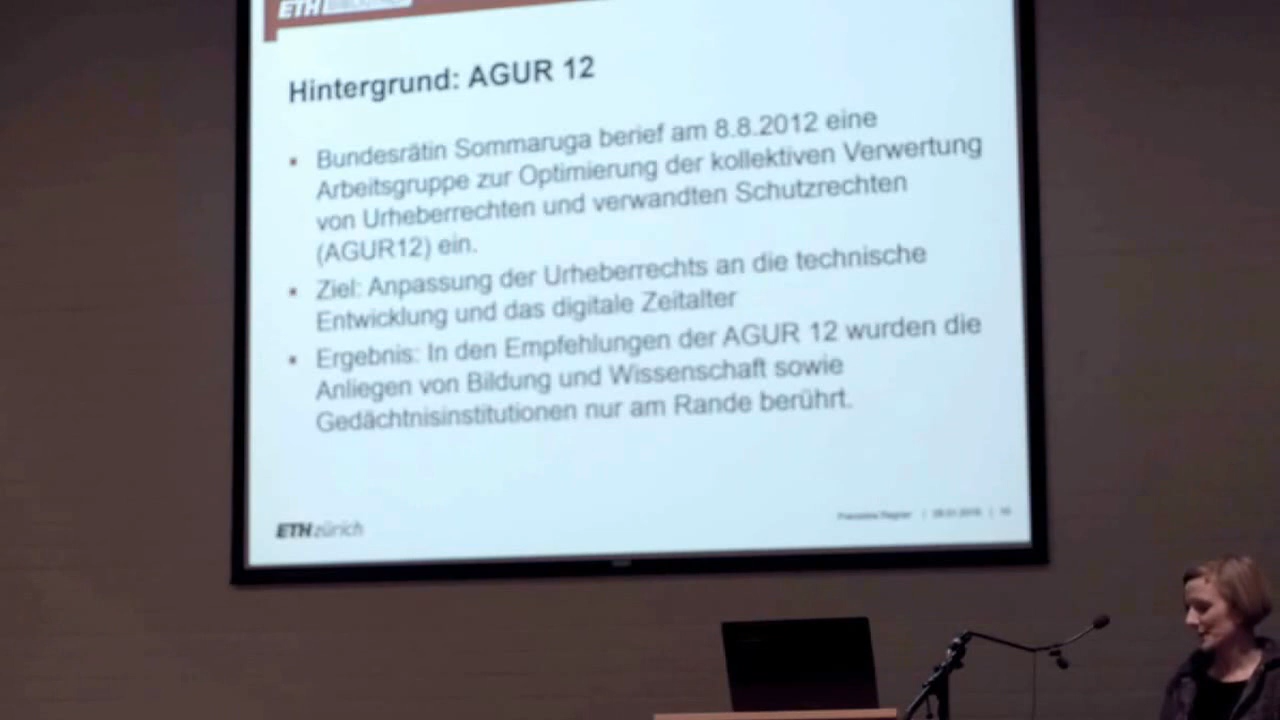 ETH
Hintergrund: AGUR 12
▪ Bundesrätin Sommaruga berief am 8.8.2012 eine
Arbeitsgruppe zur Optimierung der kollektiven Verwertung
von Urheberrechten und verwandten Schutzrechten
(AGUR12) ein.
▪ Ziel: Anpassung der Urheberrechts an die technische
Entwicklung und das digitale Zeitalter
▪ Ergebnis: In den Empfehlungen der AGUR 12 wurden die
Anliegen von Bildung und Wissenschaft sowie
Gedächtnisinstitutionen nur am Rande berührt.
ETH zürich